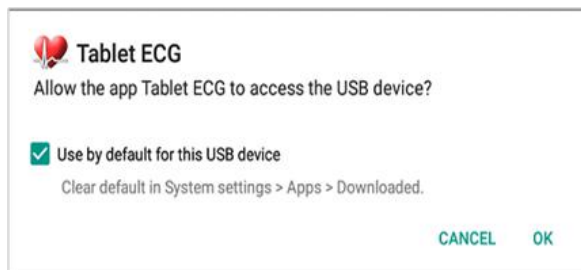 Tablet ECG
Allow the app Tablet ECG to access the USB device?
Use by default for this USB device
Clear default in System settings > Apps > Downloaded.
CANCEL OK